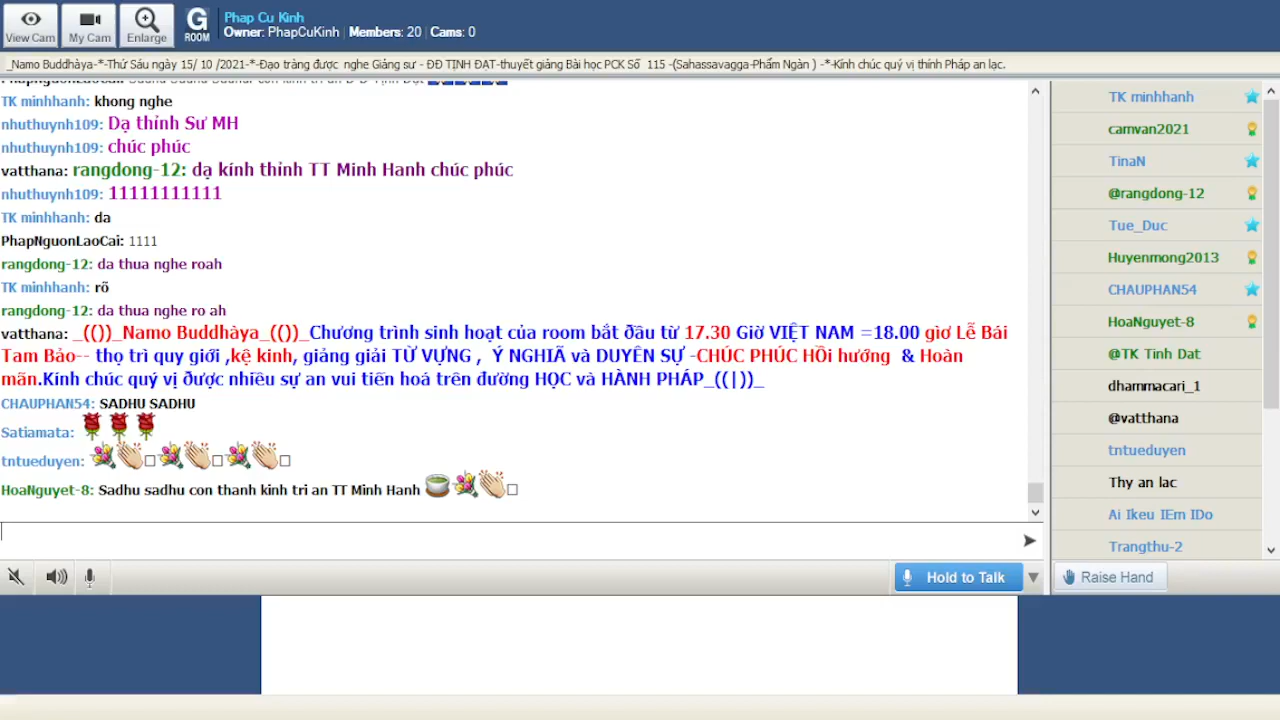 View Cam
My Cam
Enlarge
G
ROOM
Phap Cu Kinh
Owner: PhapCuKinh | Members: 20 | Cams: 0
_Namo Buddhàya-*-Thứ Sáu ngày 15/ 10 /2021-*-Đạo tràng được nghe Giảng sư - ĐĐ TỊNH ĐẠT-thuyết giảng Bài học PCK Số 115 -(Sahassavagga-Phẩm Ngàn ) -*-Kính chúc quý vị thính Pháp an lạc.
TK minhhanh: khong nghe
nhuthuynh109: Dạ thỉnh Sư MH
nhuthuynh109: chúc phúc
vatthana: rangdong-12: dạ kính thỉnh TT Minh Hanh chúc phúc
nhuthuynh109: 11111111111
TK minhhanh: da
PhapNguonLaoCai: 1111
rangdong-12: da thua nghe roah
TK minhhanh: rõ
rangdong-12: da thua nghe ro ah
vatthana: _(())_Namo Buddhàya_(())_Chương trình sinh hoạt của room bắt đầu từ 17.30 Giờ VIỆT NAM =18.00 giơ Lễ Bái
Tam Bảo-- thọ trì quy giới ,kệ kinh, giảng giải TỪ VỰNG , Ý NGHIÃ và DUYÊN SỰ -CHÚC PHÚC HỒi hướng & Hoàn
mãn.Kính chúc quý vị được nhiều sự an vui tiến hoá trên đường HỌC và HÀNH PHÁP_((|))_
CHAUPHAN54: SADHU SADHU
Satiamata:
tntueduyen:
HoaNguyet-8: Sadhu sadhu con thanh kinh tri an TT Minh Hanh
TK minhhanh
camvan2021
TinaN
@rangdong-12
Tue_Duc
Huyenmong2013
CHAUPHAN54
HoaNguyet-8
@TK Tinh Dat
dhammacari_1
@vatthana
tntueduyen
Thy an lac
Ai Ikeu IEm IDo
Trangthu-2
Hold to Talk
Raise Hand